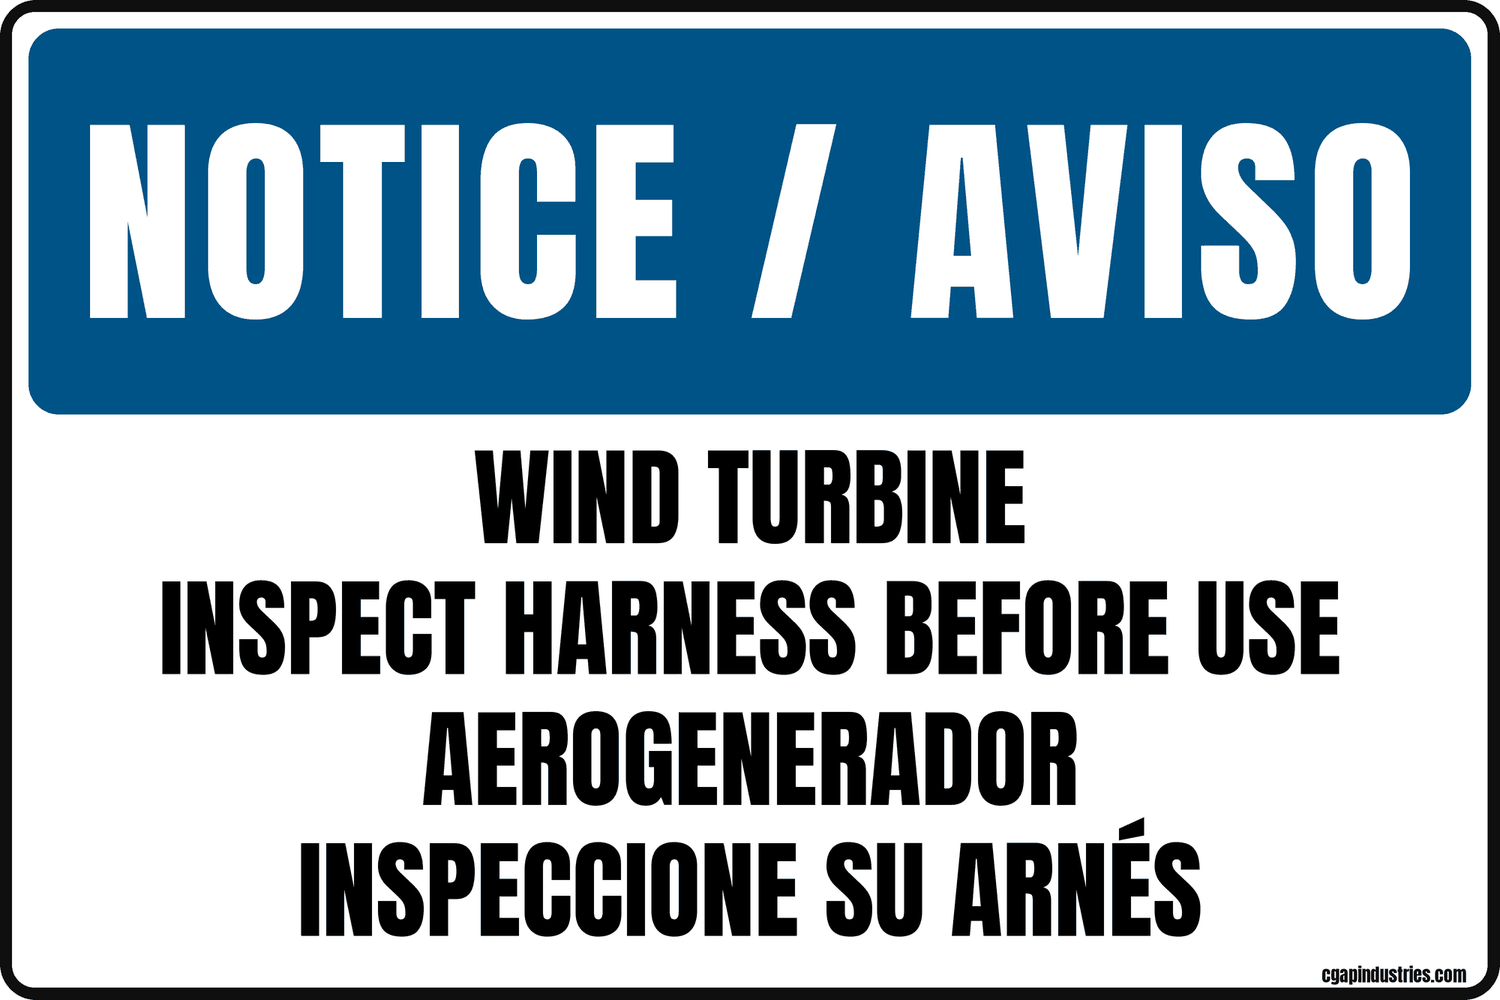 NOTICE / AVISO
WIND TURBINE
INSPECT HARNESS BEFORE USE
AEROGENERADOR
INSPECCIONE SU ARNÉS
cgapindustries.com